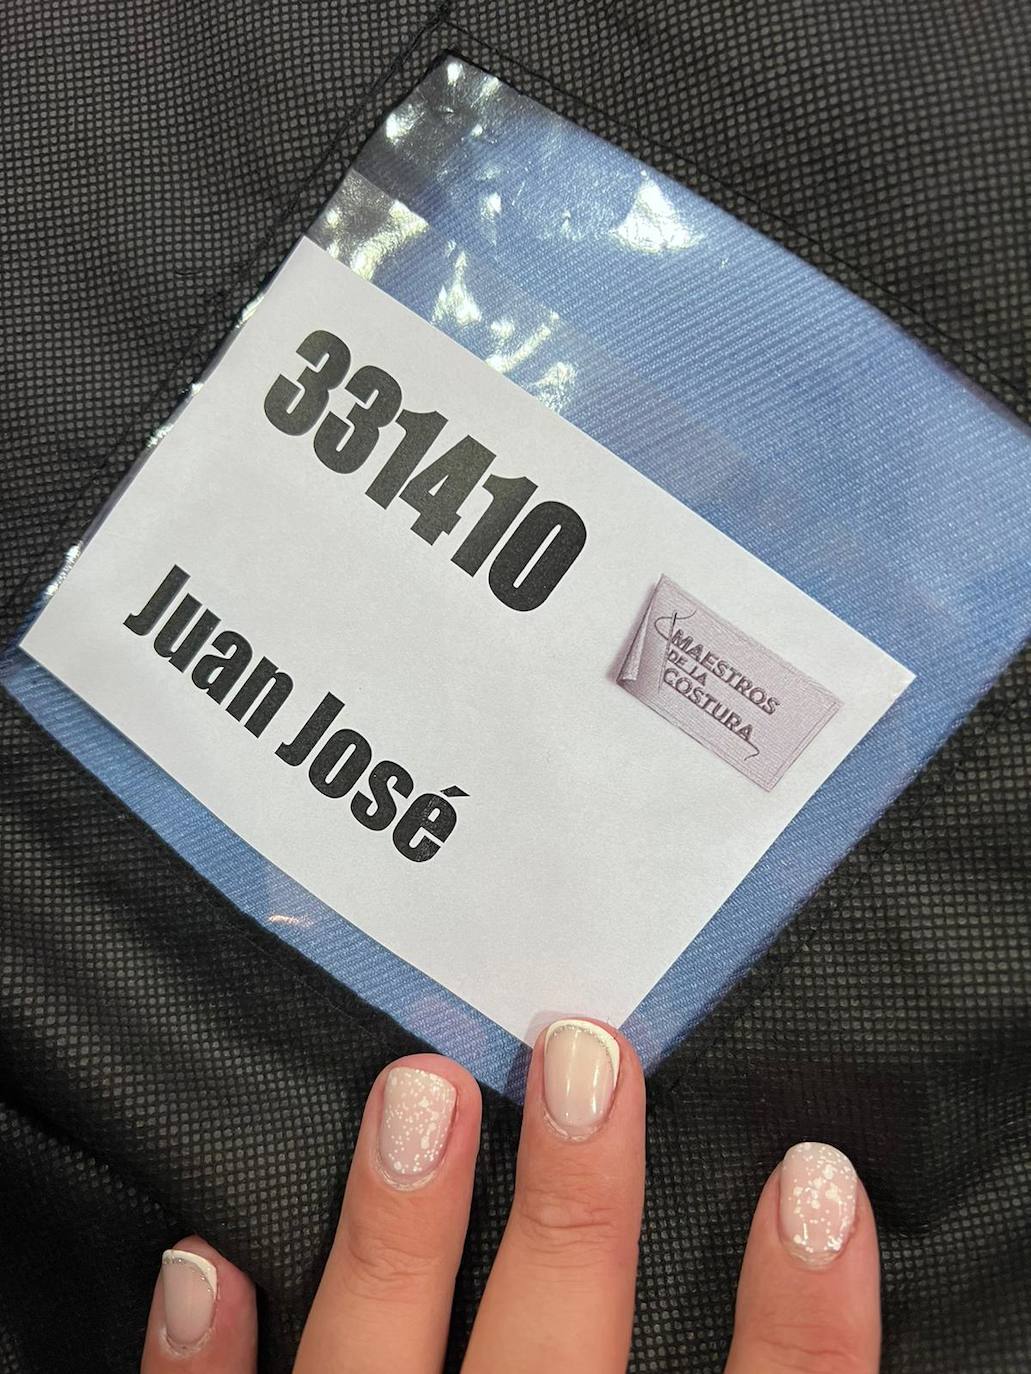 331410
Juan José
MAESTROS
DE LA
COSTURA